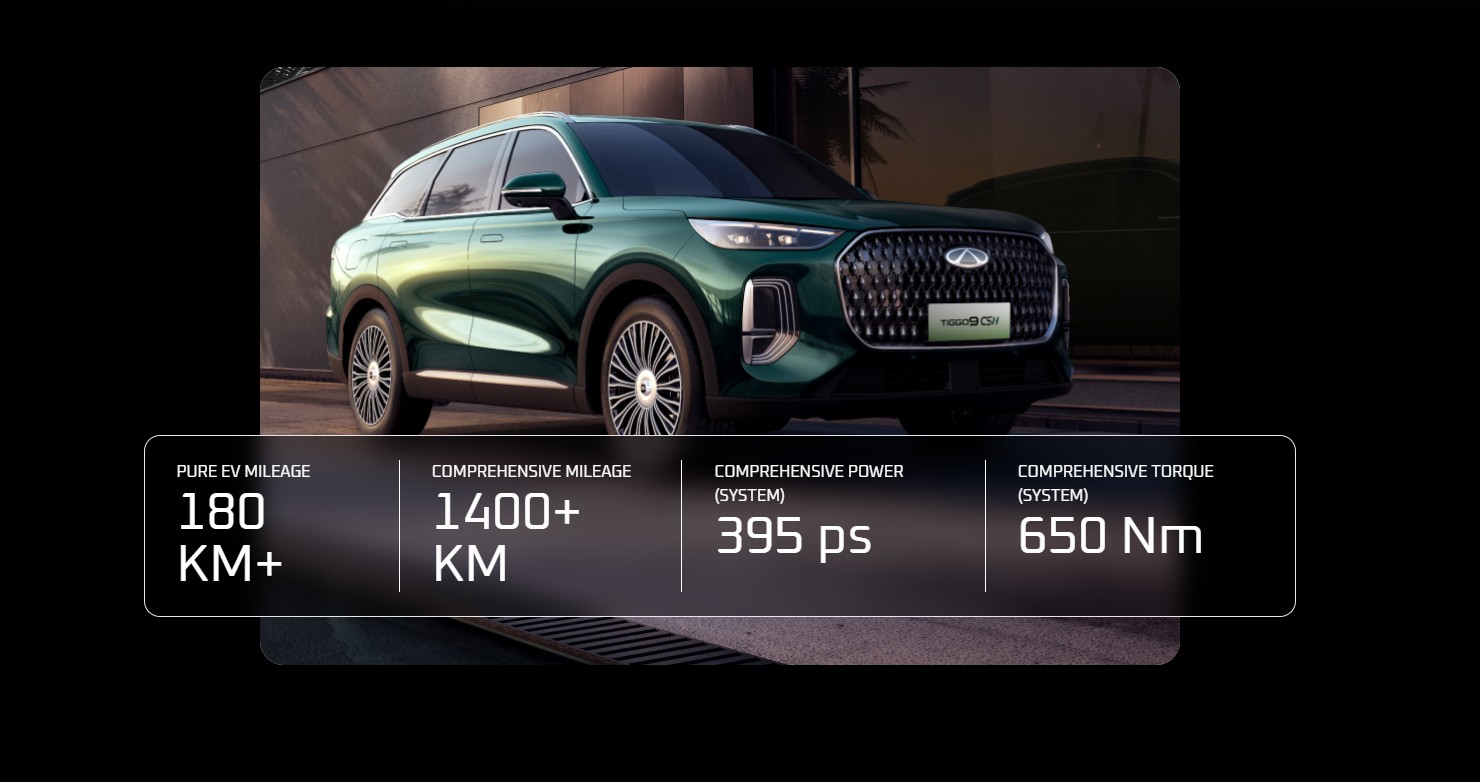 TIGGO9 CSH
PURE EV MILEAGE
180
KM+
COMPREHENSIVE MILEAGE
1400+
KM
COMPREHENSIVE POWER
(SYSTEM)
395 ps
COMPREHENSIVE TORQUE
(SYSTEM)
650 Nm